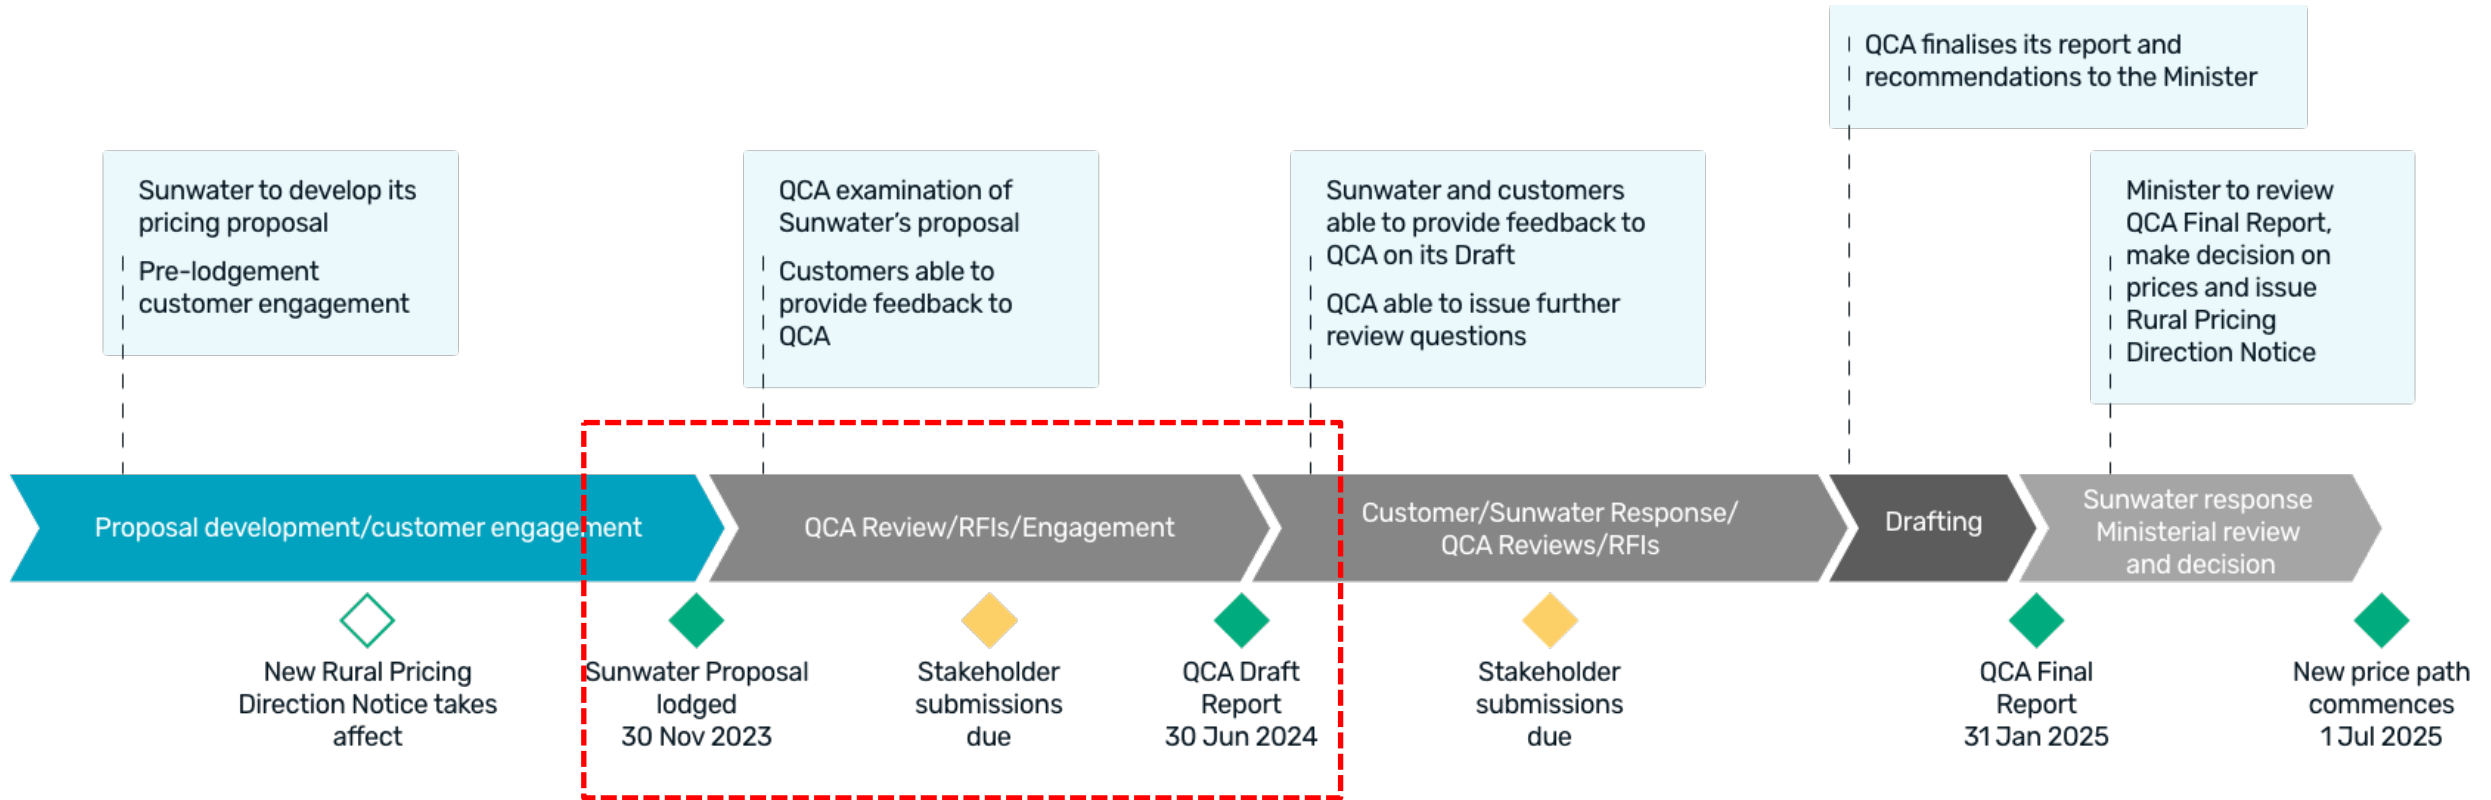 QCA finalises its report and
recommendations to the Minister
Sunwater to develop its
pricing proposal
Pre-lodgement
customer engagement
QCA examination of
Sunwater's proposal
Customers able to
provide feedback to
QCA
Sunwater and customers
able to provide feedback to
QCA on its Draft
QCA able to issue further
review questions
Minister to review
QCA Final Report,
make decision on
prices and issue
Rural Pricing
Direction Notice
Proposal development/customer engagement
QCA Review/RFIs/Engagement
Customer/Sunwater Response/
QCA Reviews/RFIs
Drafting
Sunwater response
Ministerial review
and decision
New Rural Pricing
Direction Notice takes
affect
Sunwater Proposal
lodged
30 Nov 2023
Stakeholder
submissions
due
QCA Draft
Report
30 Jun 2024
Stakeholder
submissions
due
QCA Final
Report
31 Jan 2025
New price path
commences
1 Jul 2025